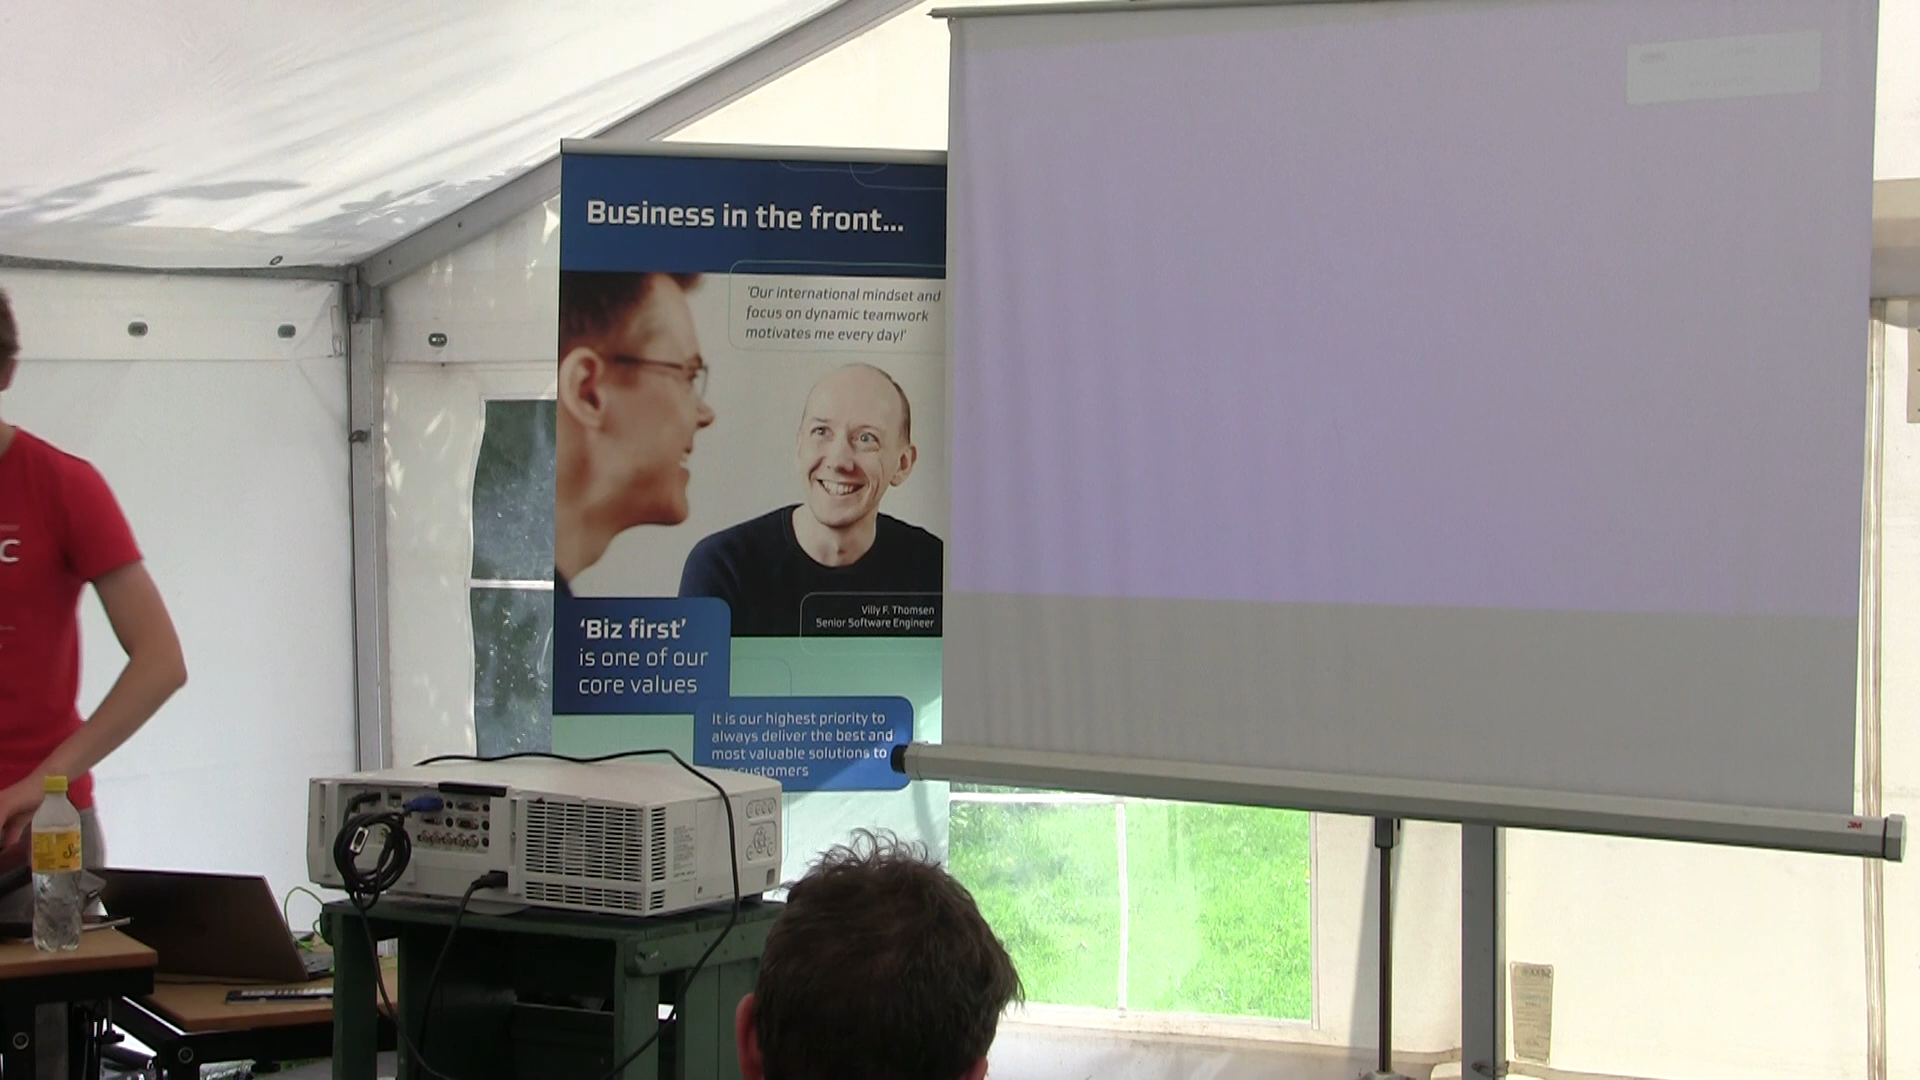 Business in the front...
'Our international mindset and
focus on dynamic teamwork
motivates me every day!'
Villy F. Thomsen
Senior Software Engineer
'Biz first'
is one of our
core values
It is our highest priority to
always deliver the best and
most valuable solutions to
customers
C
3M